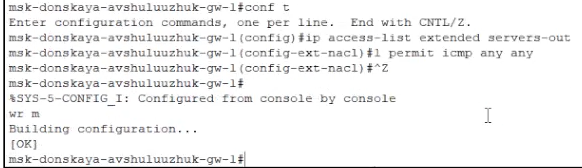 msk-donskaya-avshuluuzhuk-gw-1#conf t
Enter configuration commands, one per line.  End with CNTL/Z.
msk-donskaya-avshuluuzhuk-gw-1(config)#ip access-list extended servers-out
msk-donskaya-avshuluuzhuk-gw-1(config-ext-nacl)#1 permit icmp any any
msk-donskaya-avshuluuzhuk-gw-1(config-ext-nacl)#^Z
msk-donskaya-avshuluuzhuk-gw-1#
%SYS-5-CONFIG_I: Configured from console by console
wr m
Building configuration...
[OK]
msk-donskaya-avshuluuzhuk-gw-1#